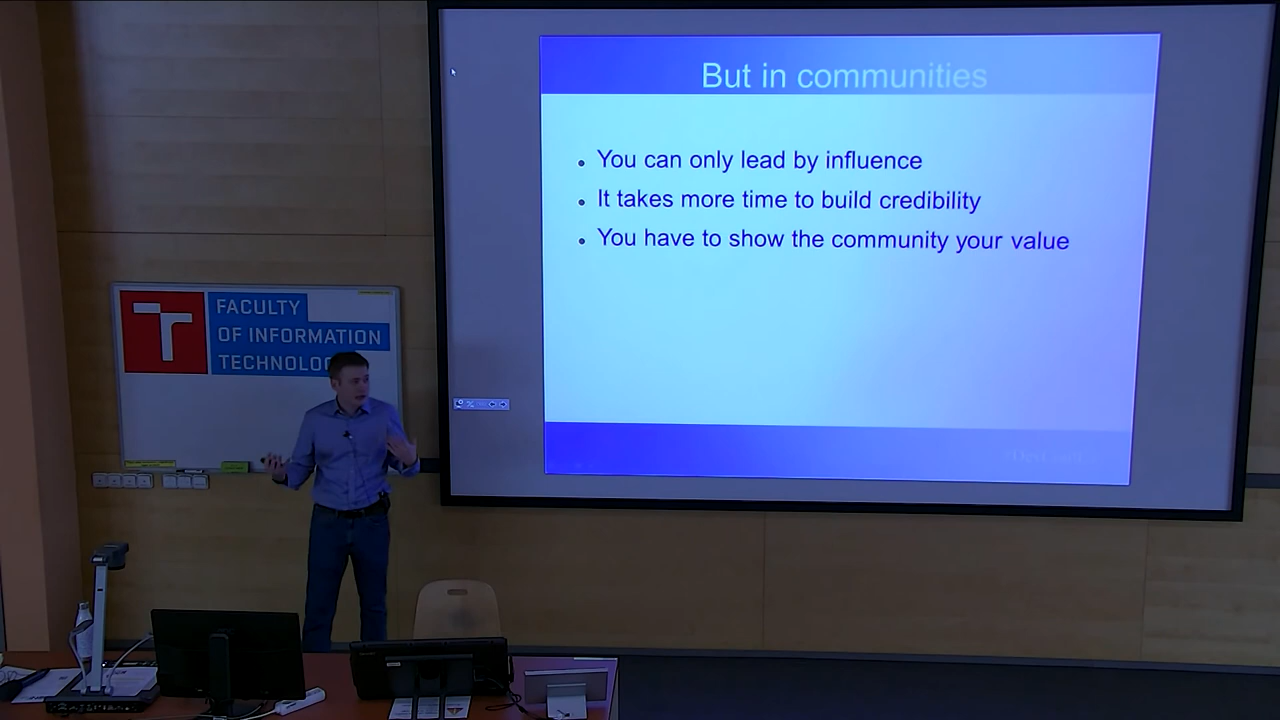 But in communities
You can only lead by influence
It takes more time to build credibility
You have to show the community your value
FACULTY
OF INFORMATION
TECHNOLO